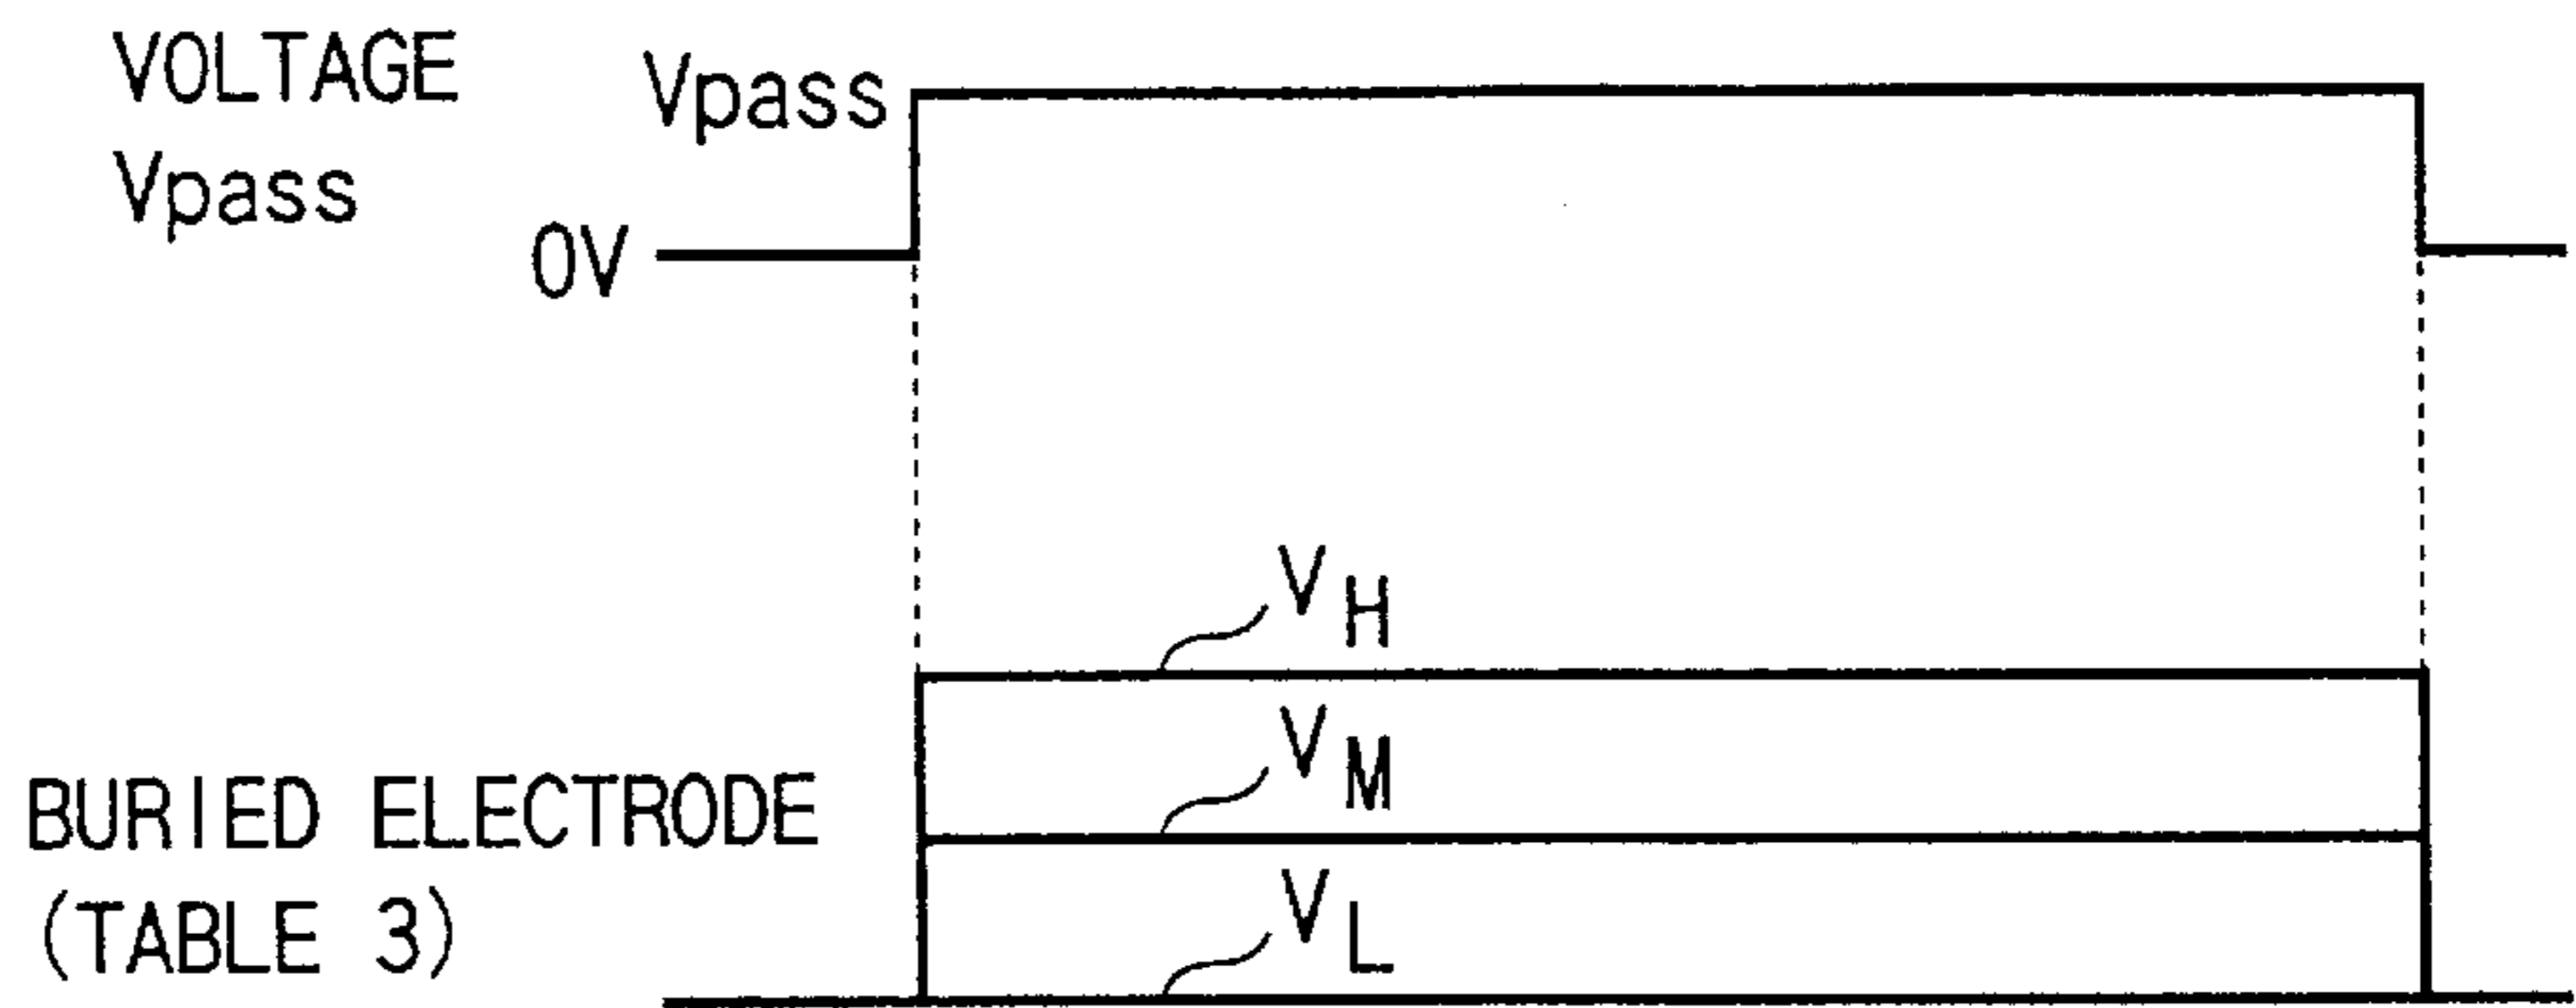 VOLTAGE
Vpass
Vpass
0V
VH
VM
BURIED ELECTRODE
(TABLE 3)
VL